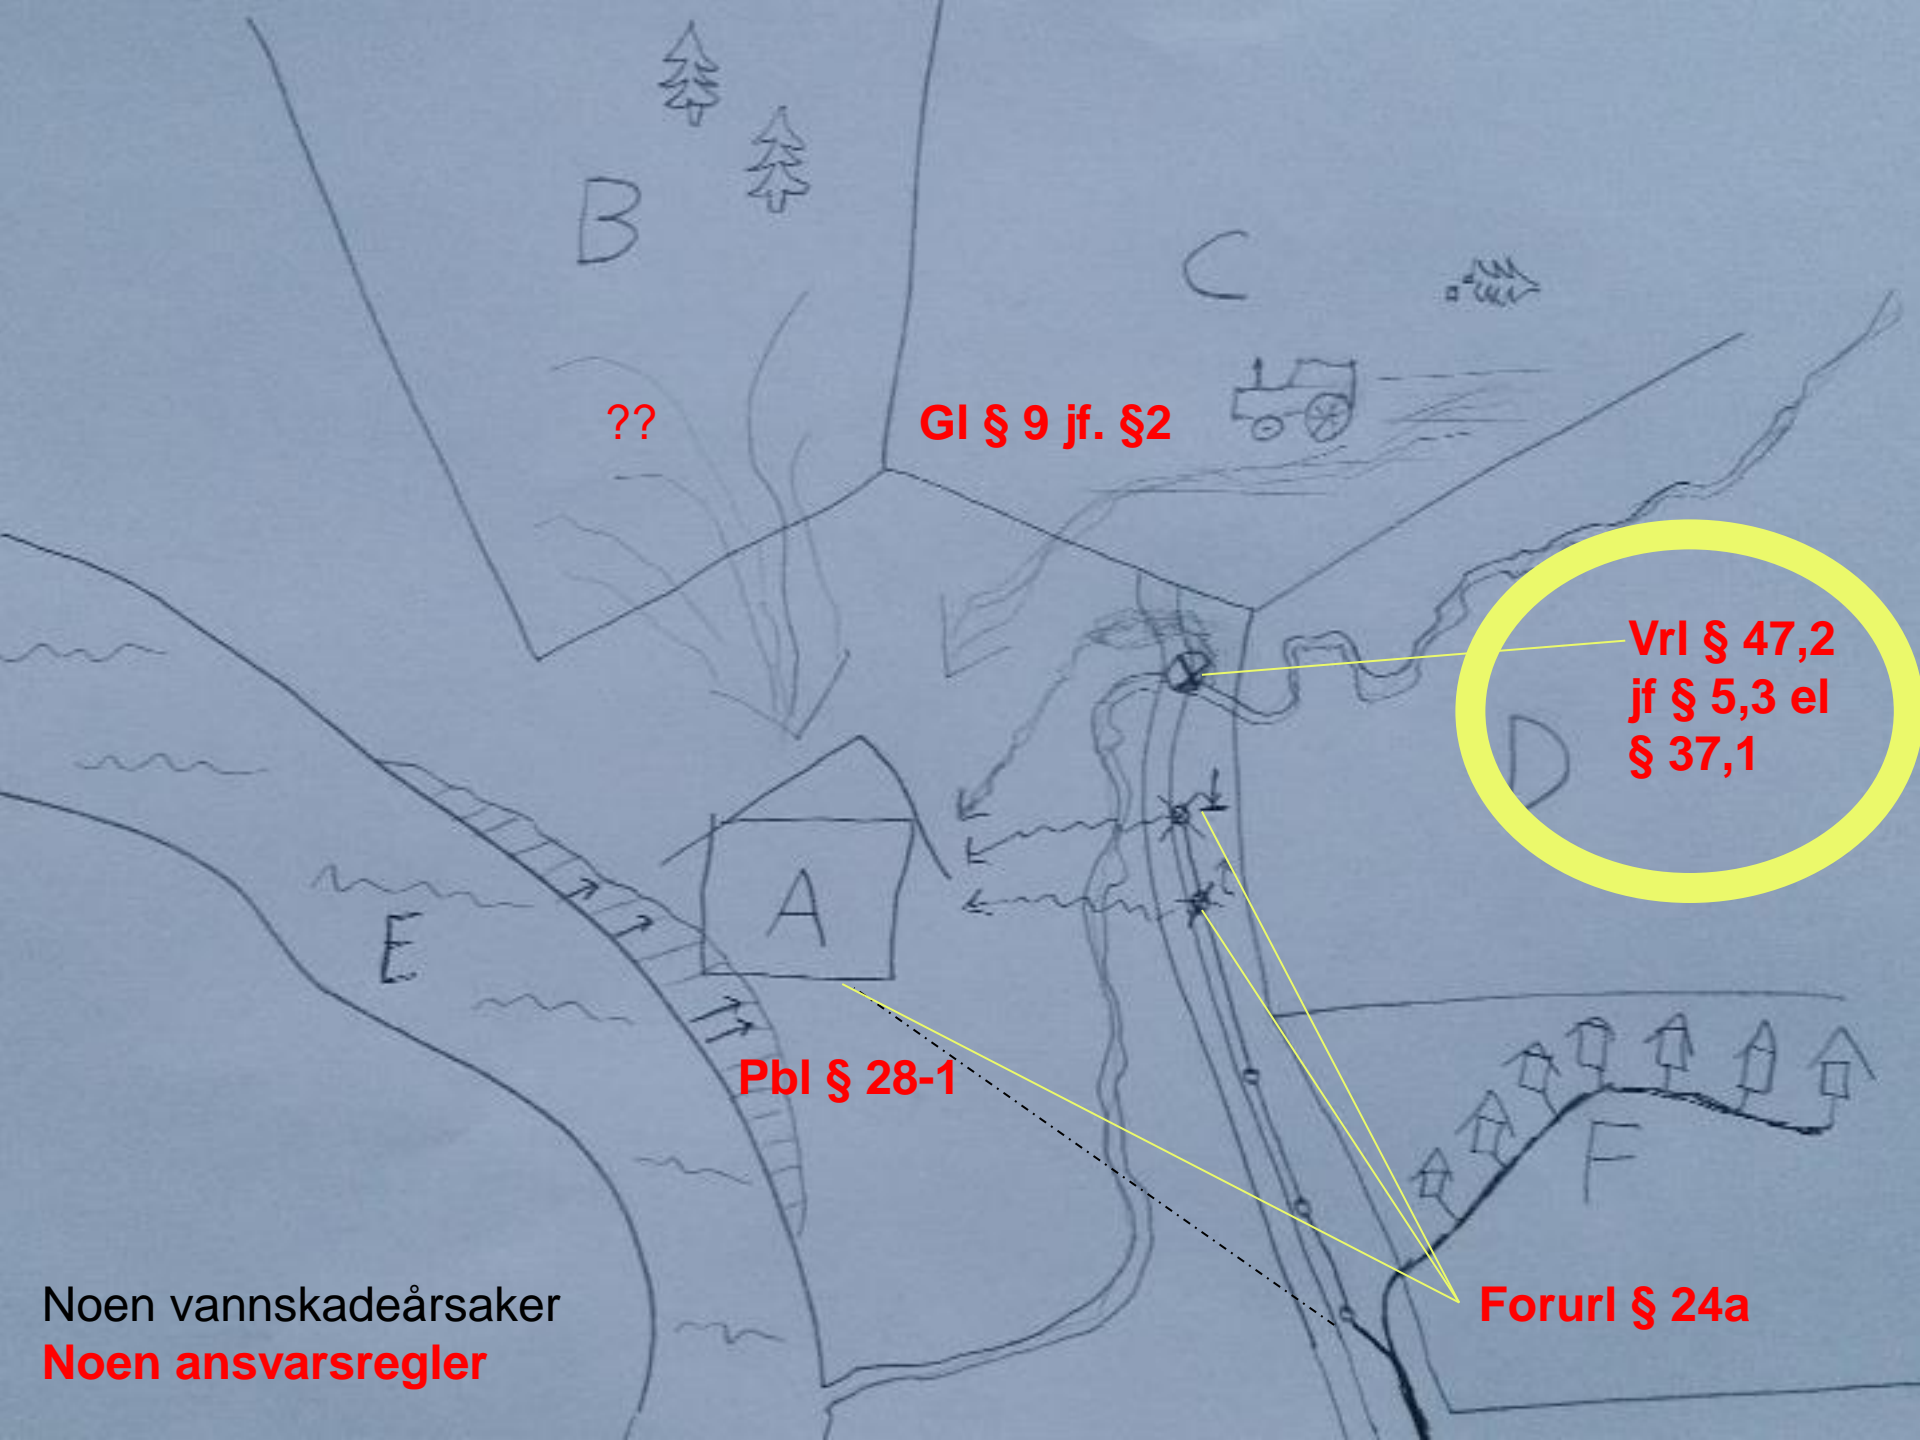 B
C
??
Gl § 9 jf. §2
Vrl § 47,2
jf § 5,3 el
§ 37,1
D
A
E
Pbl § 28-1
F
Forurl § 24a
Noen vannskadeårsaker
Noen ansvarsregler